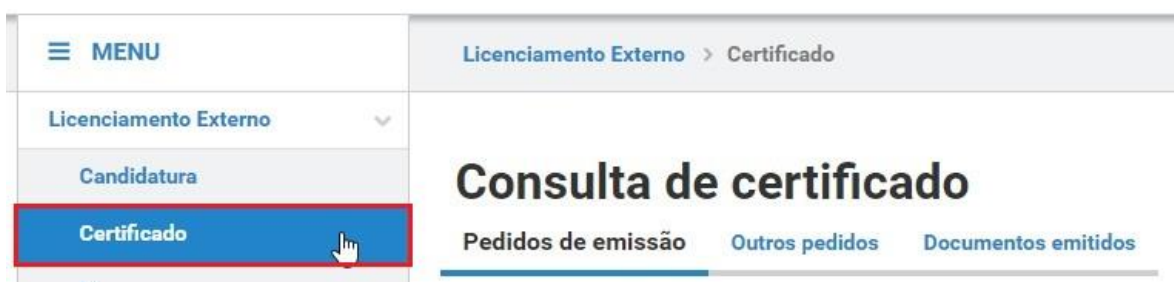 MENU
Licenciamento Externo > Certificado
Licenciamento Externo
Candidatura
Certificado
Consulta de certificado
Pedidos de emissão Outros pedidos Documentos emitidos